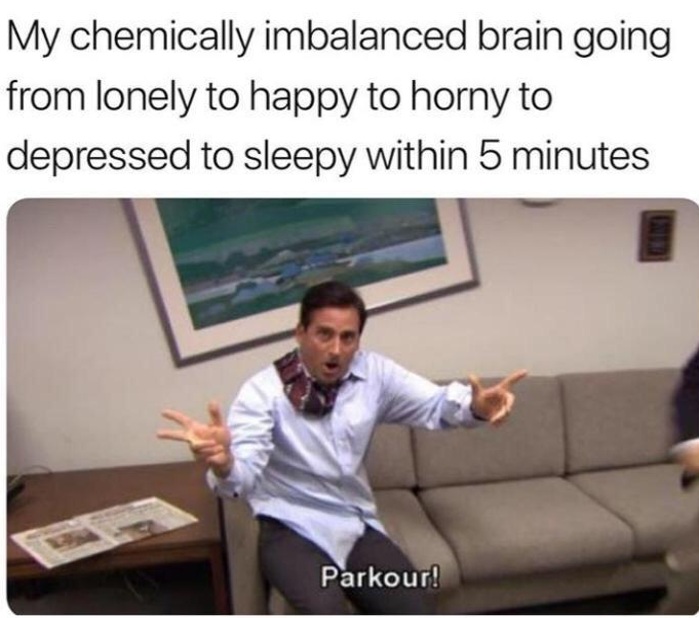 My chemically imbalanced brain going
from lonely to happy to horny to
depressed to sleepy within 5 minutes
Parkour!